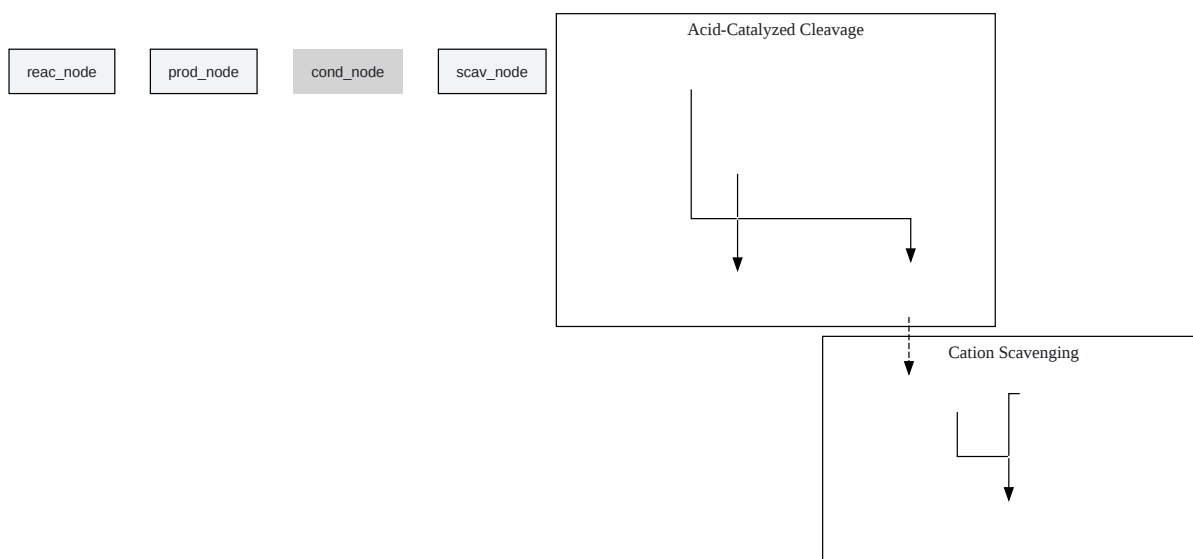 Acid-Catalyzed Cleavage
reac_node
prod_node
cond_node
scav_node
Cation Scavenging